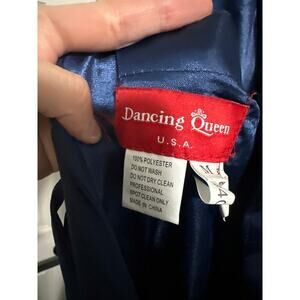 Dancing Queen
U.S.A.
100% POLYESTER
DO NOT WASH
DO NOT DRY CLEAN
PROFESSIONAL
SPOT CLEAN ONLY
MADE IN CHINA